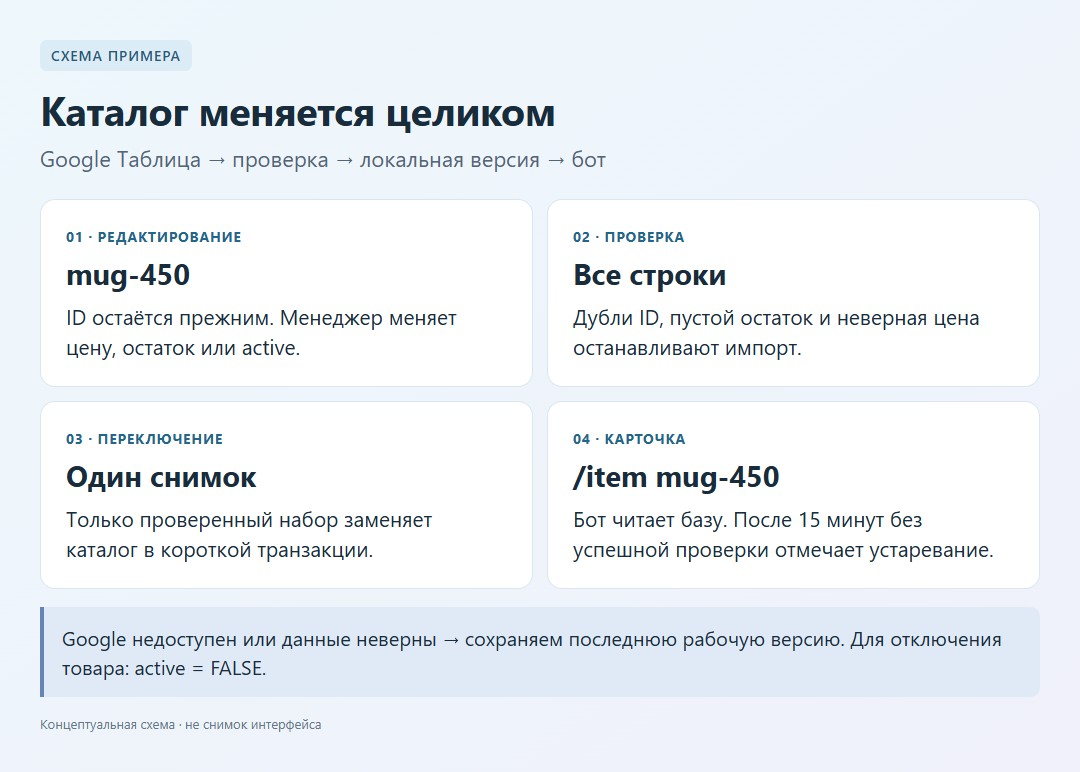 СХЕМА ПРИМЕРА
Каталог меняется целиком
Google Таблица → проверка → локальная версия → бот
01 · РЕДАКТИРОВАНИЕ
mug-450
ID остаётся прежним. Менеджер меняет
цену, остаток или active.
02 · ПРОВЕРКА
Все строки
Дубли ID, пустой остаток и неверная цена
останавливают импорт.
03 · ПЕРЕКЛЮЧЕНИЕ
Один снимок
Только проверенный набор заменяет
каталог в короткой транзакции.
04 · КАРТОЧКА
/item mug-450
Бот читает базу. После 15 минут без
успешной проверки отмечает устаревание.
Google недоступен или данные неверны → сохраняем последнюю рабочую версию. Для отключения
товара: active = FALSE.
Концептуальная схема · не снимок интерфейса